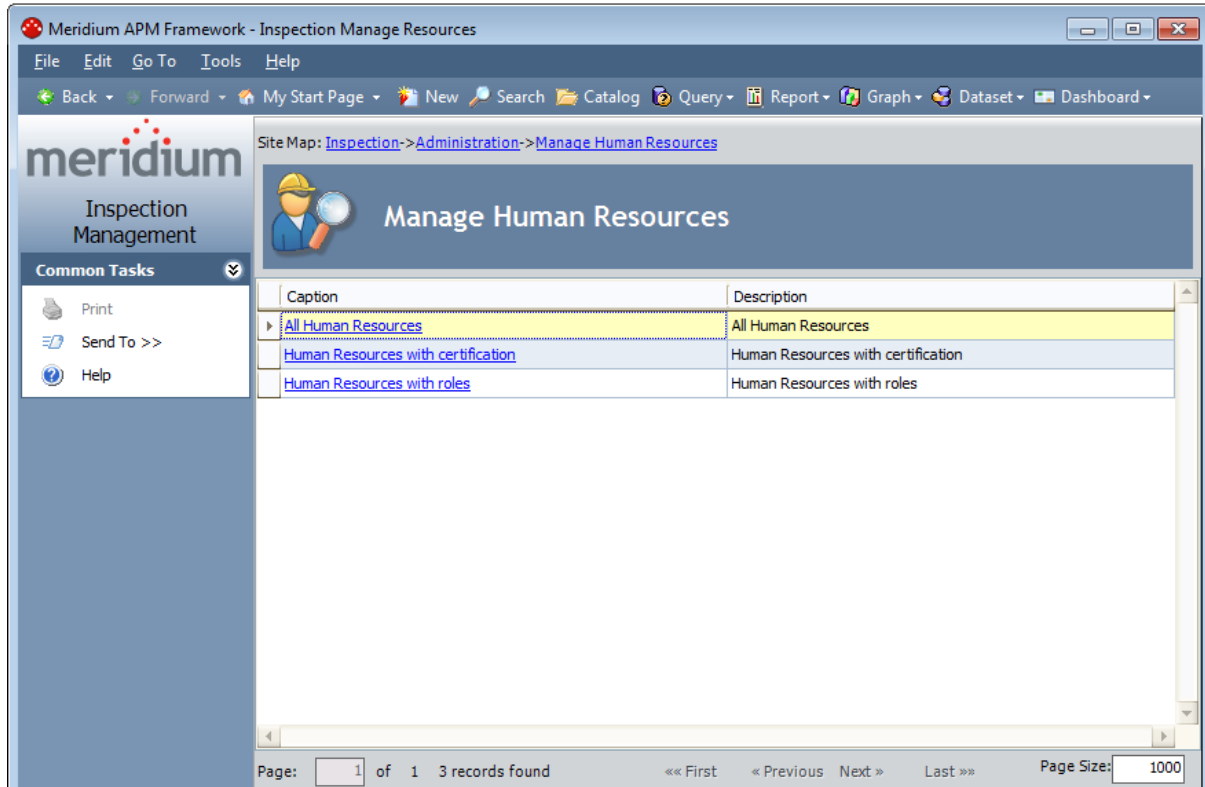 Meridium APM Framework - Inspection Manage Resources
File Edit Go To Tools Help
Back Forward My Start Page New Search Catalog Query Report Graph Dataset Dashboard
meridium
Inspection
Management
Common Tasks
Print
Send To >>
Help
Site Map: Inspection->Administration->Manage Human Resources
Manage Human Resources
Caption Description
All Human Resources All Human Resources
Human Resources with certification Human Resources with certification
Human Resources with roles Human Resources with roles
Page: 1 of 1 3 records found «« First « Previous Next » Last »» Page Size: 1000